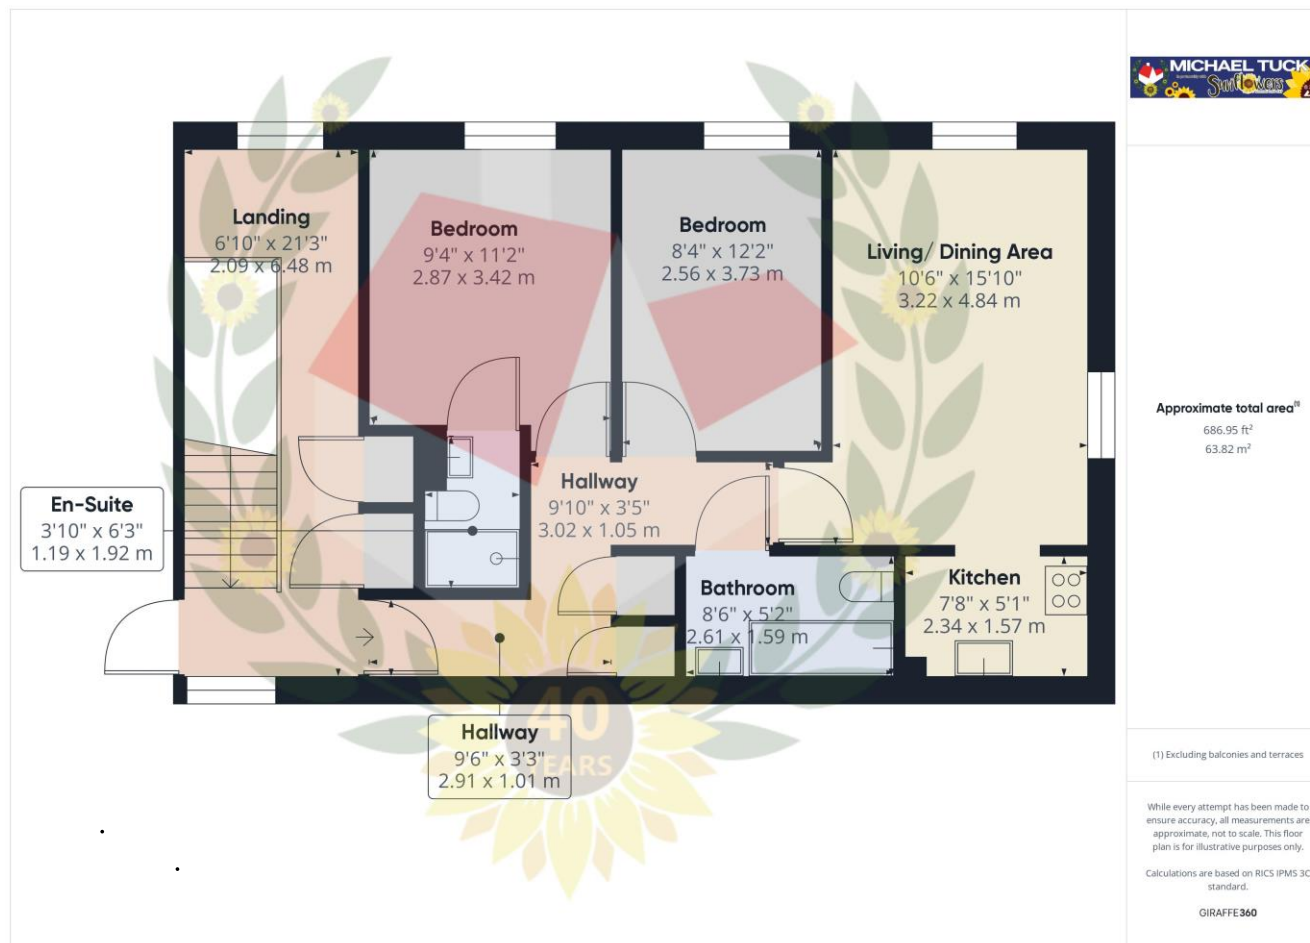 MICHAEL TUCK
Sunflowers
Landing
6'10" x 21'3"
2.09 x 6.48 m
Bedroom
9'4" x 11'2"
2.87 x 3.42 m
Bedroom
8'4" x 12'2"
2.56 x 3.73 m
Living/ Dining Area
10'6" x 15'10"
3.22 x 4.84 m
En-Suite
3'10" x 6'3"
1.19 x 1.92 m
Hallway
9'10" x 3'5"
3.02 x 1.05 m
Bathroom
8'6" x 5'2"
2.61 x 1.59 m
Kitchen
7'8" x 5'1"
2.34 x 1.57 m
Hallway
9'6" x 3'3"
2.91 x 1.01 m
40
YEARS
Approximate total area(1)
686.95 ft²
63.82 m²
(1) Excluding balconies and terraces
While every attempt has been made to
ensure accuracy, all measurements are
approximate, not to scale. This floor
plan is for illustrative purposes only.
Calculations are based on RICS IPMS 3C
standard.
GIRAFFE360